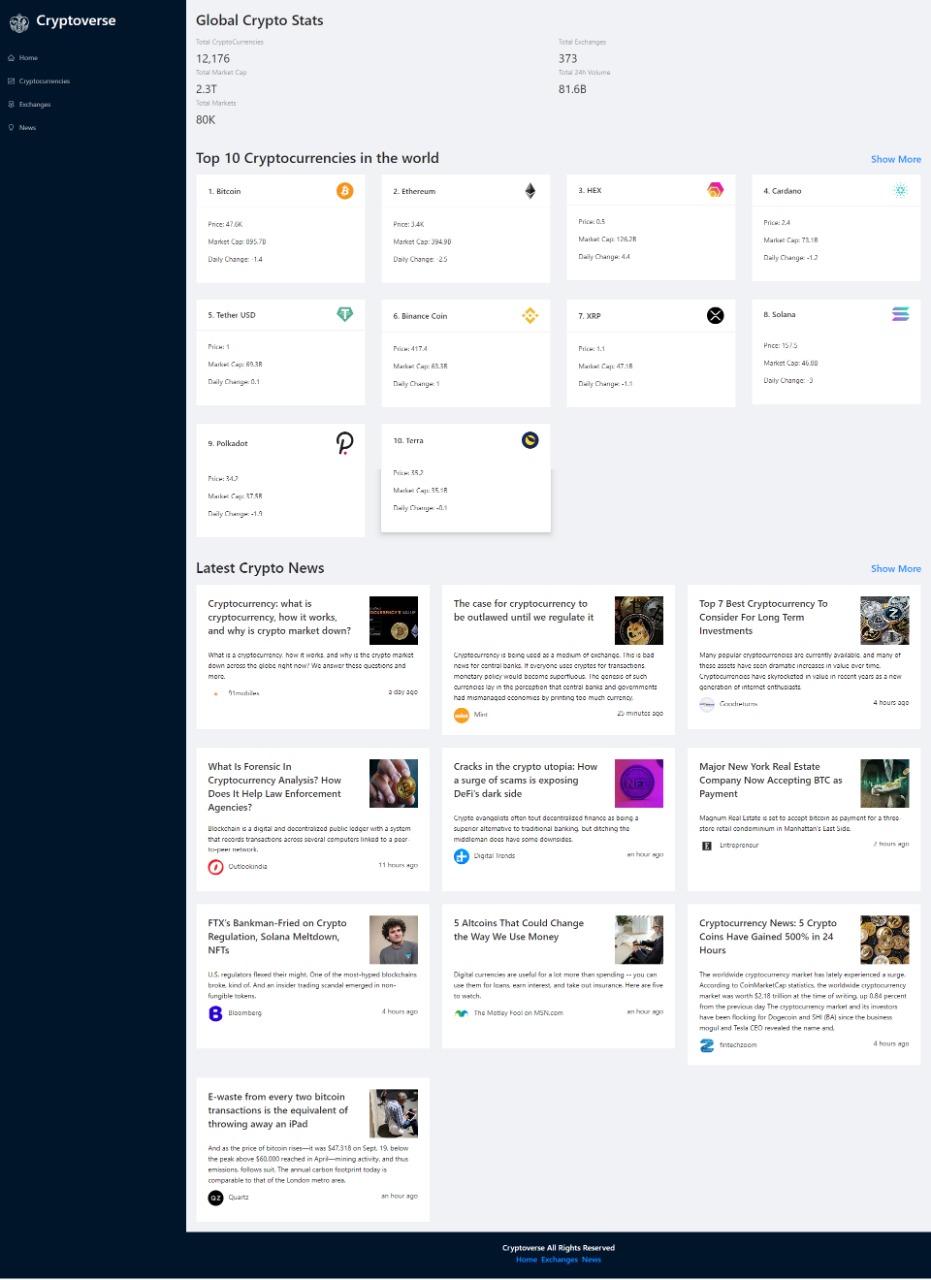 Cryptoverse
Home
Cryptocurrencies
Exchanges
News
Global Crypto Stats
Total CryptoCurrencies
12,176
Total Exchanges
373
Total Market Cap
2.3T
Total 24h Volume
81.6B
Total Markets
80K
Top 10 Cryptocurrencies in the world
Show More
1. Bitcoin
Price: 47.6K
Market Cap: 895.7B
Daily Change: -1.4
2. Ethereum
Price: 3.4K
Market Cap: 394.9B
Daily Change: -2.5
3. HEX
Price: 0.5
Market Cap: 126.2B
Daily Change: 4.4
4. Cardano
Price: 2.4
Market Cap: 73.1B
Daily Change: -1.2
5. Tether USD
Price: 1
Market Cap: 69.3B
Daily Change: 0.1
6. Binance Coin
Price: 417.4
Market Cap: 63.3B
Daily Change: 1
7. XRP
Price: 1.1
Market Cap: 47.1B
Daily Change: -1.1
8. Solana
Price: 157.5
Market Cap: 46.8B
Daily Change: -3
9. Polkadot
Price: 34.2
Market Cap: 37.5B
Daily Change: -1.9
10. Terra
Price: 35.2
Market Cap: 35.1B
Daily Change: -0.1
Latest Crypto News
Show More
Cryptocurrency: what is
cryptocurrency, how it works,
and why is crypto market down?
What is a cryptocurrency, how it works, and why is the crypto market
down across the globe right now? We answer these questions and
more.
91mobiles
a day ago
The case for cryptocurrency to
be outlawed until we regulate it
Cryptocurrency is being used as a medium of exchange. This is bad
news for central banks. If everyone uses cryptos for transactions,
monetary policy would become superfluous. The genesis of such
currencies lay in the perception that central banks and governments
had mismanaged economies by printing too much currency.
Mint
25 minutes ago
Top 7 Best Cryptocurrency To
Consider For Long Term
Investments
Many popular cryptocurrencies are currently available, and many of
these assets have seen dramatic increases in value over time.
Cryptocurrencies have skyrocketed in value in recent years as a new
generation of internet enthusiasts.
Goodreturns
4 hours ago
What Is Forensic In
Cryptocurrency Analysis? How
Does It Help Law Enforcement
Agencies?
Blockchain is a digital and decentralized public ledger with a system
that records transactions across several computers linked to a peer-
to-peer network.
Outlookindia
11 hours ago
Cracks in the crypto utopia: How
a surge of scams is exposing
DeFi's dark side
Crypto evangelists often tout decentralized finance as being a
superior alternative to traditional banking, but ditching the
middleman does have some downsides.
Digital Trends
an hour ago
Major New York Real Estate
Company Now Accepting BTC as
Payment
Magnum Real Estate is set to accept bitcoin as payment for a three-
store retail condominium in Manhattan's East Side.
Entrepreneur
2 hours ago
FTX's Bankman-Fried on Crypto
Regulation, Solana Meltdown,
NFTs
U.S. regulators flexed their might. One of the most-hyped blockchains
broke, kind of. And an insider trading scandal emerged in non-
fungible tokens.
Bloomberg
4 hours ago
5 Altcoins That Could Change
the Way We Use Money
Digital currencies are useful for a lot more than spending -- you can
use them for loans, earn interest, and take out insurance. Here are five
to watch.
The Motley Fool on MSN.com
an hour ago
Cryptocurrency News: 5 Crypto
Coins Have Gained 500% in 24
Hours
The worldwide cryptocurrency market has lately experienced a surge.
According to CoinMarketCap statistics, the worldwide cryptocurrency
market was worth $2.18 trillion at the time of writing, up 0.84 percent
from the previous day The cryptocurrency market and its investors
have been flocking for Dogecoin and SHI (BA) since the business
mogul and Tesla CEO revealed the name and,
fintechzoom
4 hours ago
E-waste from every two bitcoin
transactions is the equivalent of
throwing away an iPad
And as the price of bitcoin rises—it was $47,318 on Sept. 19, below
the peak above $60,000 reached in April—mining activity, and thus
emissions, follows suit. The annual carbon footprint today is
comparable to that of the London metro area.
QZ
Quartz
an hour ago
Cryptoverse All Rights Reserved
Home Exchanges News